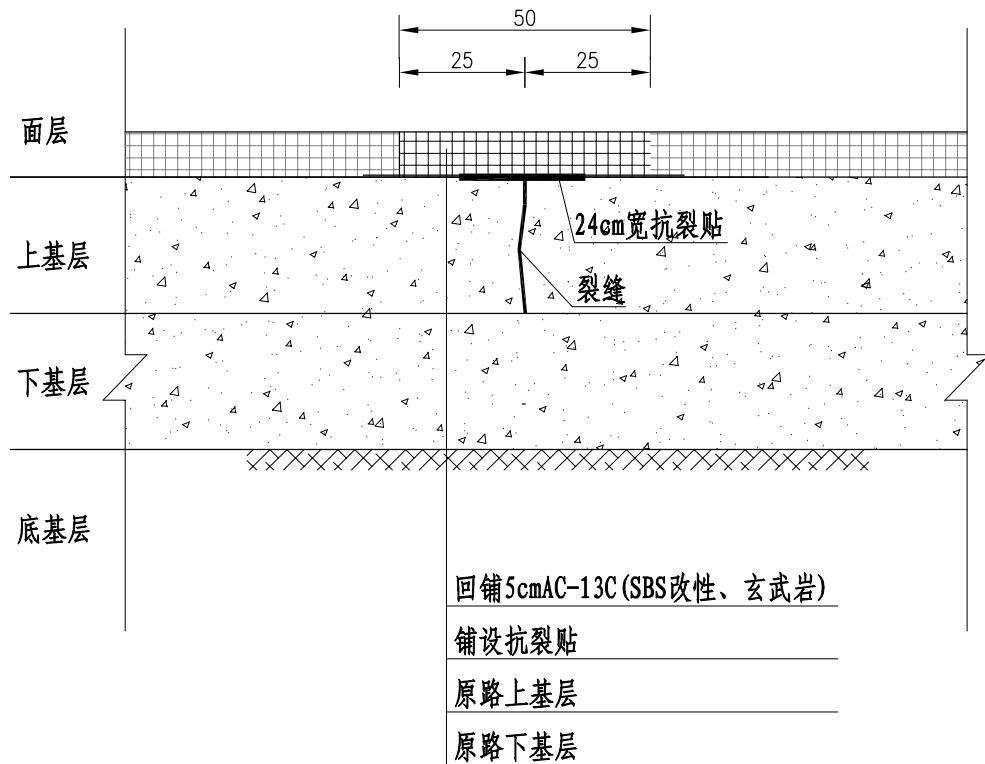 50
25 25
面层
24cm宽抗裂贴
上基层
裂缝
下基层
底基层
回铺5cmAC-13C(SBS改性、玄武岩)
铺设抗裂贴
原路上基层
原路下基层